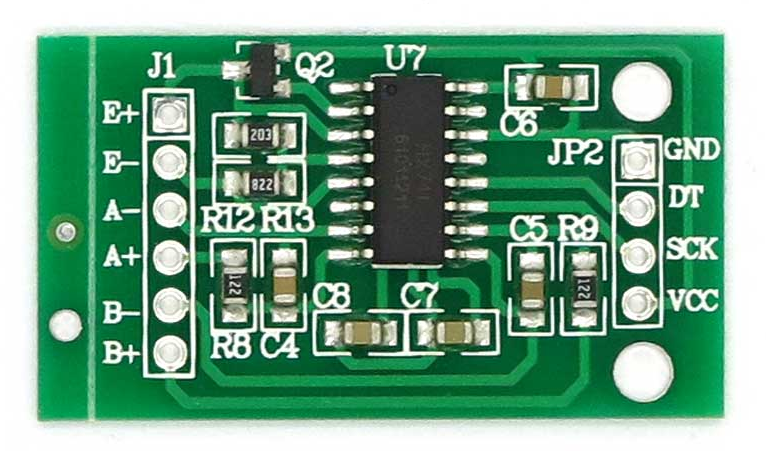 J1
Q2
U7
C6
E+
203
JP2
GND
E−
822
DT
A−
R12
R13
A+
C5
R9
SCK
122
122
B−
C8
C7
VCC
B+
R8
C4